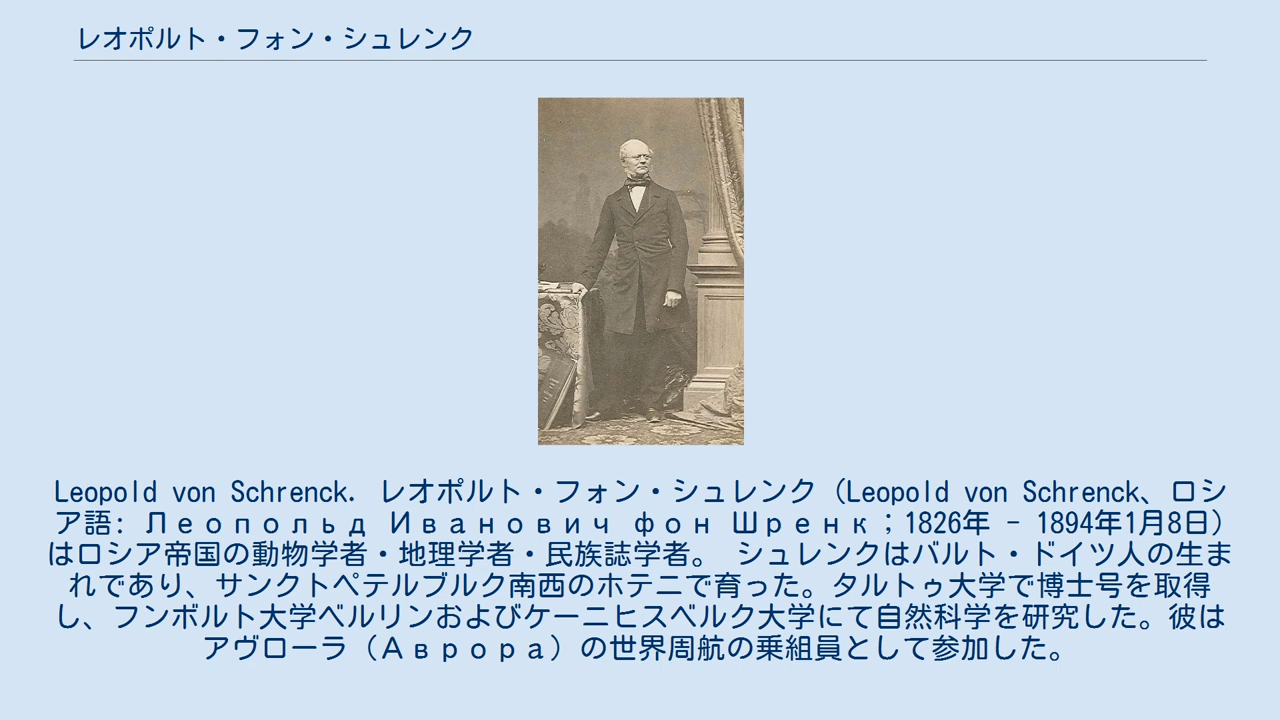 レオポルト・フォン・シュレンク
Leopold von Schrenck. レオポルト・フォン・シュレンク（Leopold von Schrenck、ロシ
ア語: Леопольд Иванович фон Шренк；1826年 - 1894年1月8日）
はロシア帝国の動物学者・地理学者・民族誌学者。 シュレンクはバルト・ドイツ人の生ま
れであり、サンクトペテルブルク南西のホテニで育った。タルトゥ大学で博士号を取得
し、フンボルト大学ベルリンおよびケーニヒスベルク大学にて自然科学を研究した。彼は
アヴローラ（Аврора）の世界周航の乗組員として参加した。